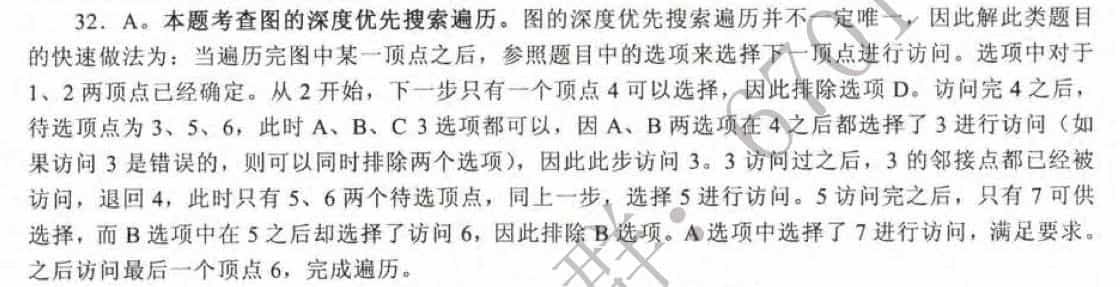 32．A。本题考查图的深度优先搜索遍历。图的深度优先搜索遍历并不一定唯一，因此解此类题目
的快速做法为：当遍历完图中某一顶点之后，参照题目中的选项来选择下一顶点进行访问。选项中对于
1、2 两顶点已经确定。从 2 开始，下一步只有一个顶点 4 可以选择，因此排除选项 D。访问完 4 之后，
待选顶点为 3、5、6，此时 A、B、C 3 选项都可以，因 A、B 两选项在 4 之后都选择了 3 进行访问（如
果访问 3 是错误的，则可以同时排除两个选项），因此此步访问 3。3 访问过之后，3 的邻接点都已经被
访问，退回 4，此时只有 5、6 两个待选顶点，同上一步，选择 5 进行访问。5 访问完之后，只有 7 可供
选择，而 B 选项中在 5 之后却选择了访问 6，因此排除 B 选项。A 选项中选择了 7 进行访问，满足要求。
之后访问最后一个顶点 6，完成遍历。
群：6701